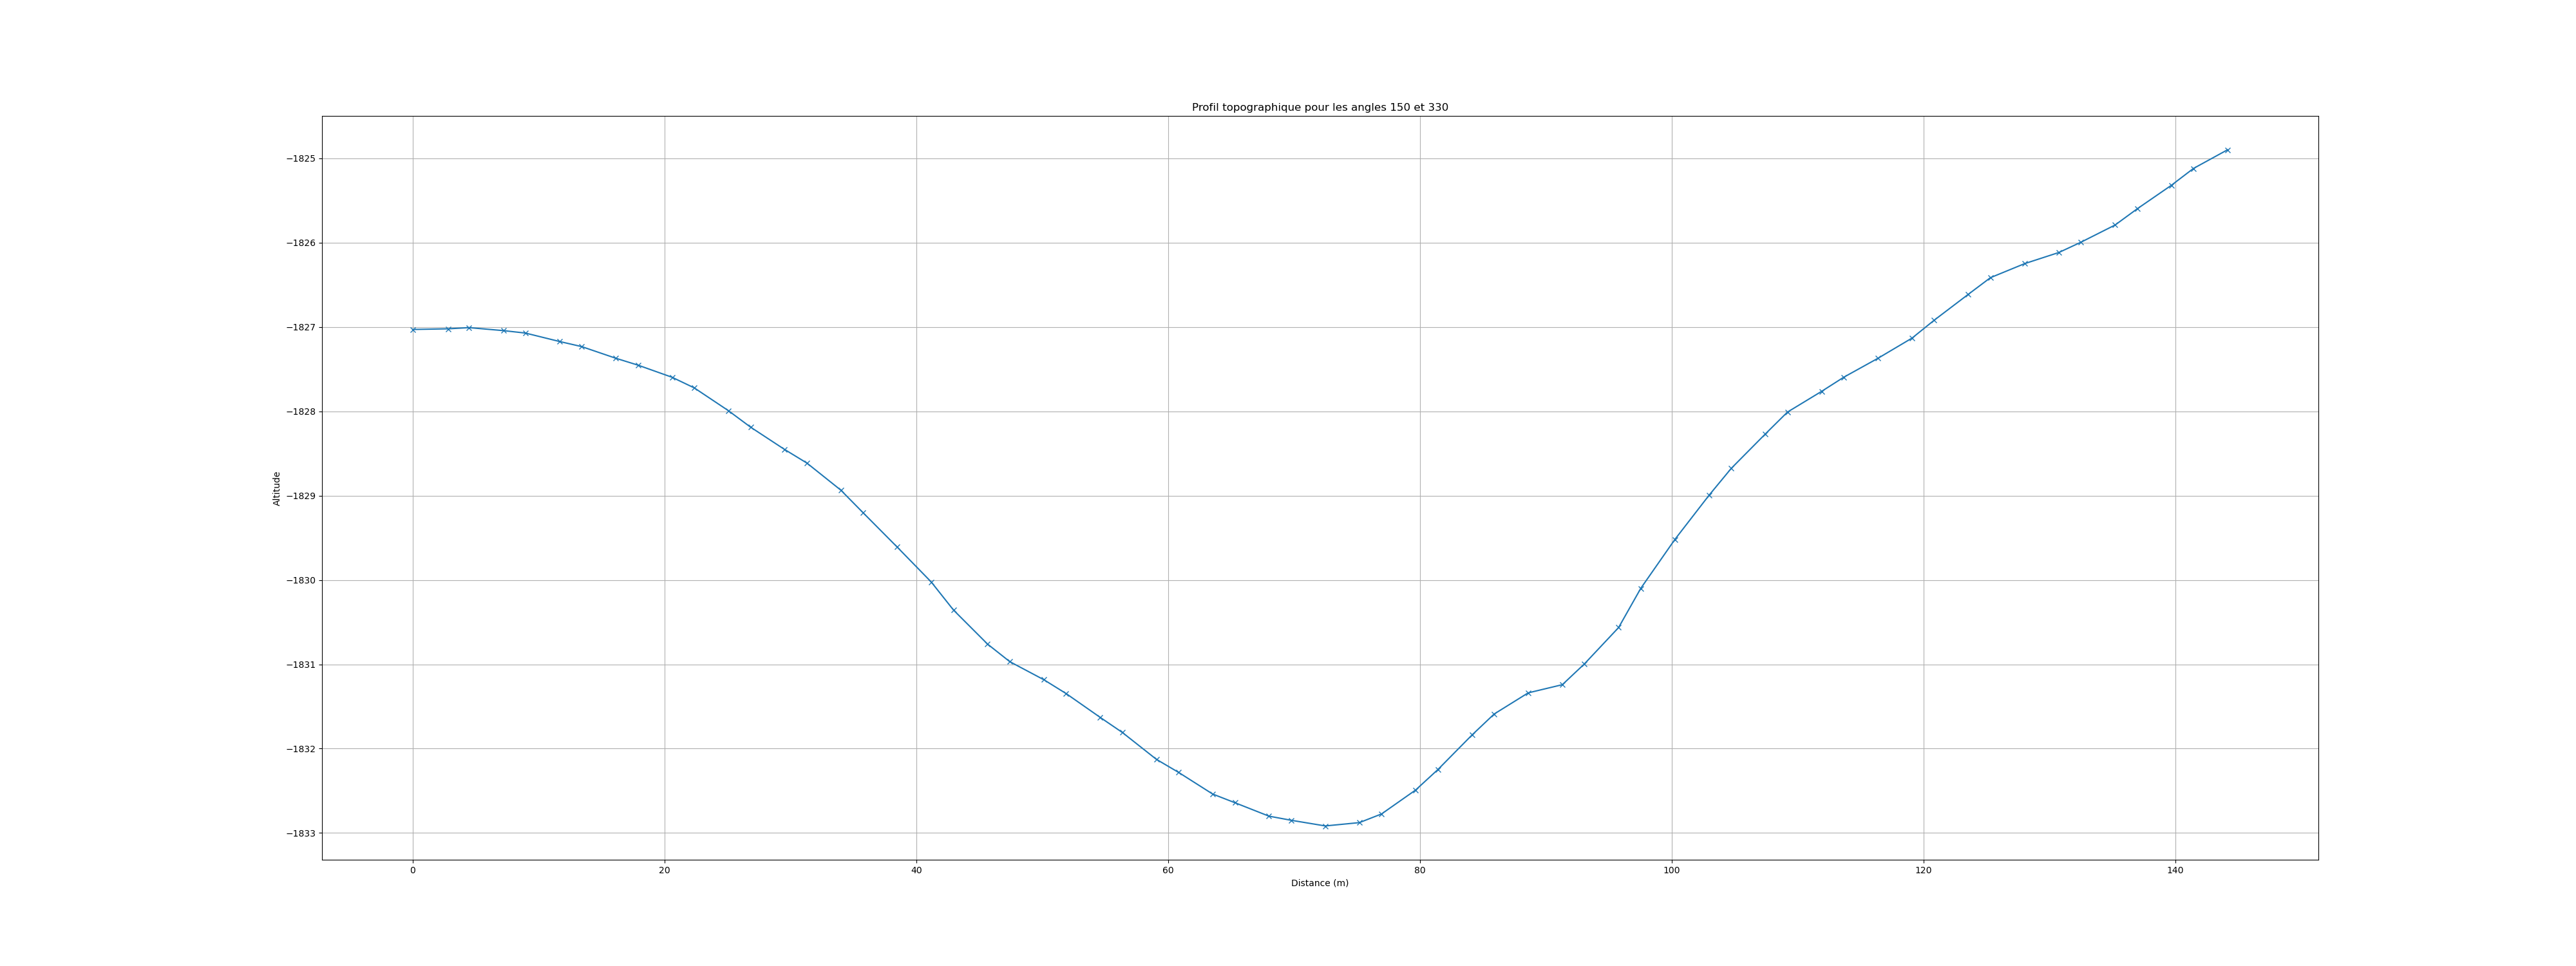 Profil topographique pour les angles 150 et 330
−1825
−1826
−1827
−1828
−1829
−1830
−1831
−1832
−1833
Altitude
0 20 40 60 80 100 120 140
Distance (m)